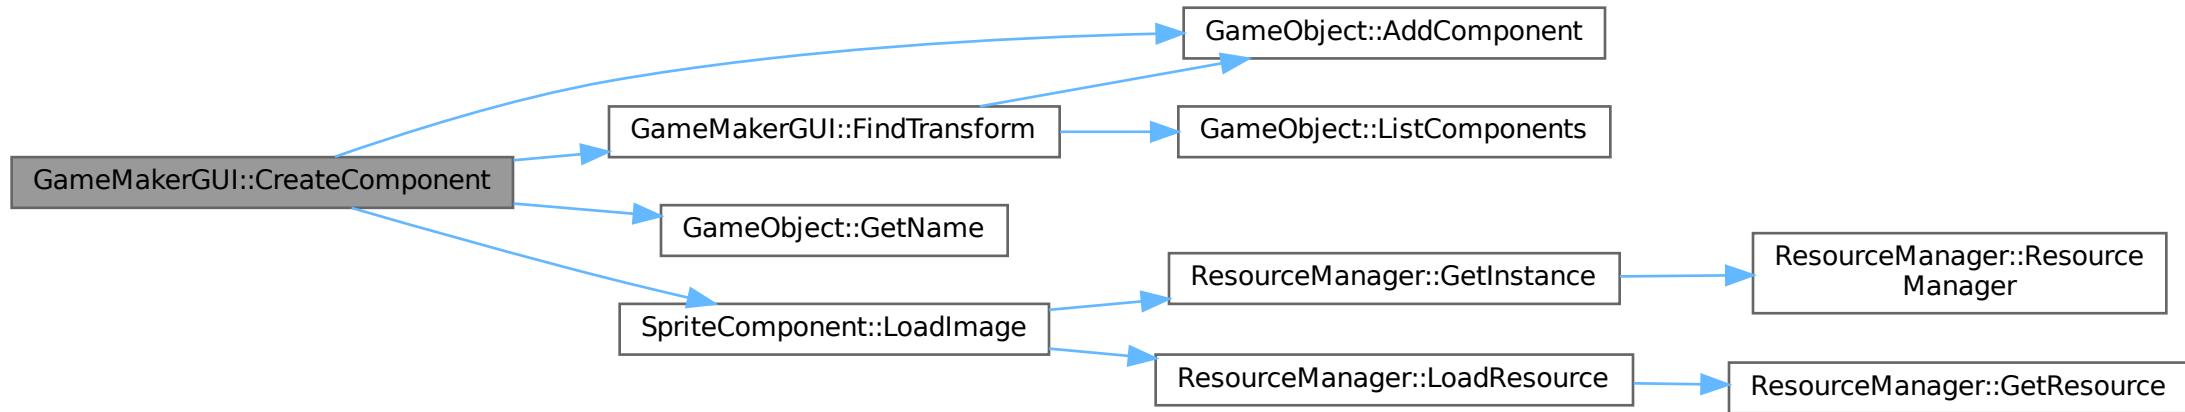 GameMakerGUI::CreateComponent
GameObject::AddComponent
GameMakerGUI::FindTransform
GameObject::ListComponents
GameObject::GetName
SpriteComponent::LoadImage
ResourceManager::GetInstance
ResourceManager::Resource
Manager
ResourceManager::LoadResource
ResourceManager::GetResource